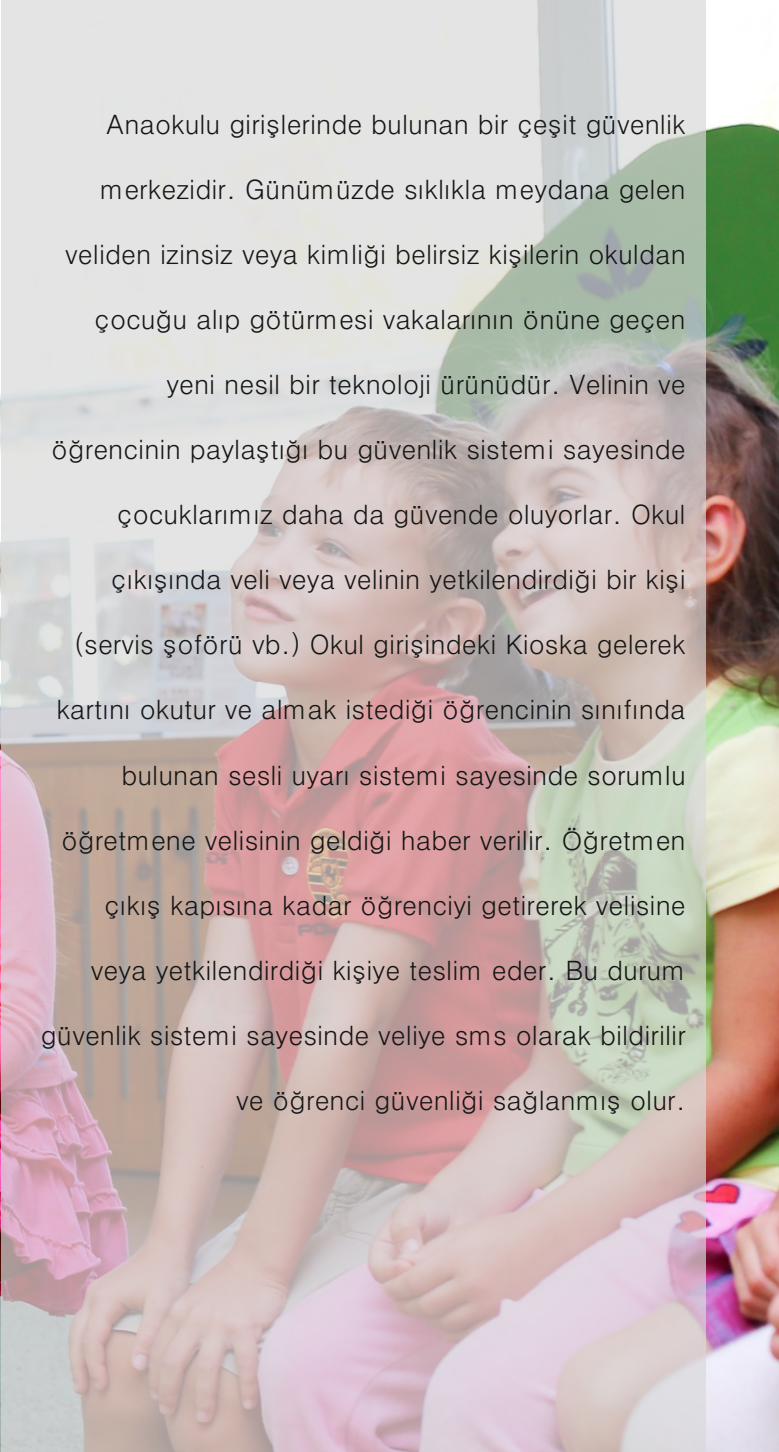 Anaokulu girişlerinde bulunan bir çeşit güvenlik
merkezidir. Günümüzde sıklıkla meydana gelen
veliden izinsiz veya kimliği belirsiz kişilerin okuldan
çocuğu alıp götürmesi vakalarının önüne geçen
yeni nesil bir teknoloji ürünüdür. Velinin ve
öğrencinin paylaştığı bu güvenlik sistemi sayesinde
çocuklarımız daha da güvende oluyorlar. Okul
çıkışında veli veya velinin yetkilendirdiği bir kişi
(servis şoförü vb.) Okul girişindeki Kioska gelerek
kartını okutur ve almak istediği öğrencinin sınıfında
bulunan sesli uyarı sistemi sayesinde sorumlu
öğretmene velisinin geldiği haber verilir. Öğretmen
çıkış kapısına kadar öğrenciyi getirerek velisine
veya yetkilendirdiği kişiye teslim eder. Bu durum
güvenlik sistemi sayesinde veliye sms olarak bildirilir
ve öğrenci güvenliği sağlanmış olur.